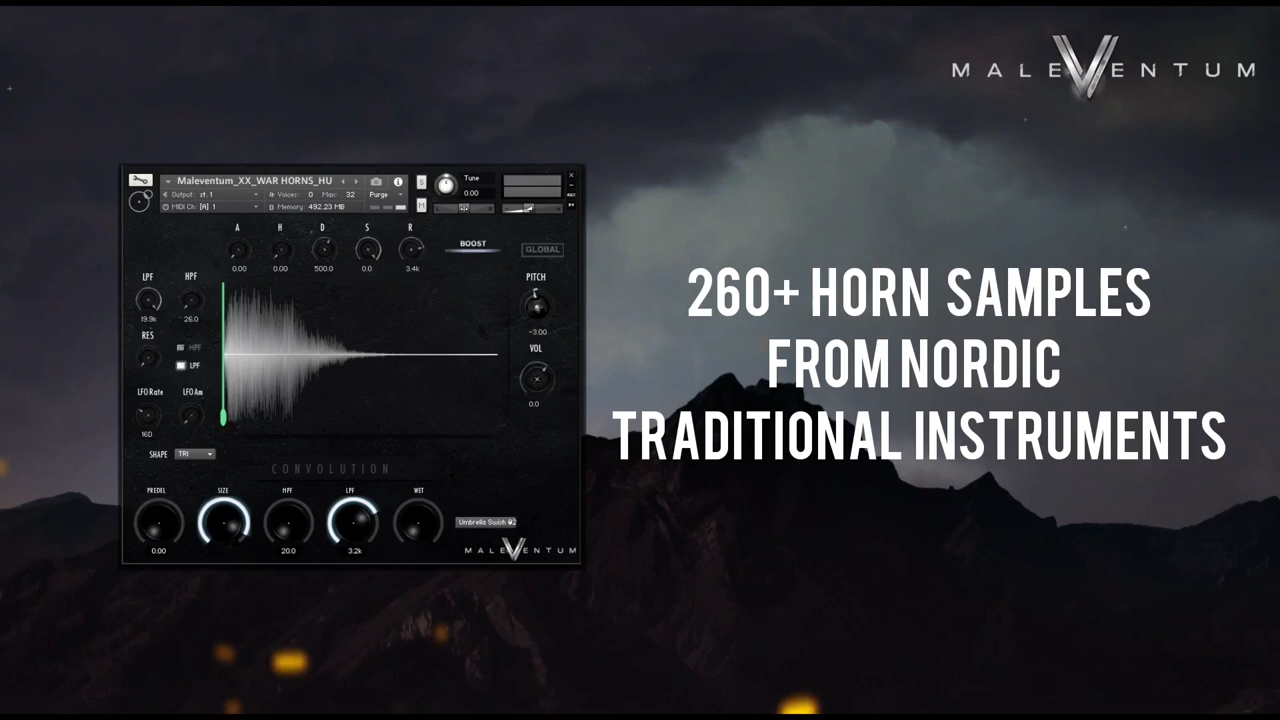 MALEVENTUM
Maleventum_XX_WAR HORNS_HU
Tune
Output: st.1
Voices: 0 Max: 32
Purge
0.00
MIDI Ch: [A] 1
Memory: 492.23 MB
S
M
L
R
AUX
PV
A H D S R
BOOST
GLOBAL
0.00 0.00 500.0 0.0 3.4k
LPF HPF
PITCH
19.9k 26.0
-3.00
RES
HPF
LPF
VOL
LFO Rate LFO Am
0.0
16D
SHAPE TRI
CONVOLUTION
PREDEL SIZE HPF LPF WET
Umbrella Swish #2
0.00 20.0 3.2k
MALEVENTUM
260+ HORN SAMPLES
FROM NORDIC
TRADITIONAL INSTRUMENTS